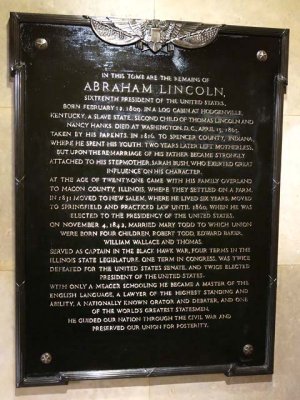 IN THIS TOMB ARE THE REMAINS OF
ABRAHAM LINCOLN,
SIXTEENTH PRESIDENT OF THE UNITED STATES,
BORN FEBRUARY 12, 1809, IN A LOG CABIN AT HODGENVILLE,
KENTUCKY, A SLAVE STATE, SECOND CHILD OF THOMAS LINCOLN AND
NANCY HANKS. DIED AT WASHINGTON, D.C., APRIL 15, 1865.
TAKEN BY HIS PARENTS, IN 1816, TO SPENCER COUNTY, INDIANA,
WHERE HE SPENT HIS YOUTH. TWO YEARS LATER LEFT MOTHERLESS,
BUT UPON THE REMARRIAGE OF HIS FATHER BECAME STRONGLY
ATTACHED TO HIS STEPMOTHER, SARAH BUSH, WHO EXERTED GREAT
INFLUENCE ON HIS CHARACTER.
AT THE AGE OF TWENTY-ONE CAME WITH HIS FAMILY OVERLAND
TO MACON COUNTY, ILLINOIS, WHERE THEY SETTLED ON A FARM.
IN 1831 MOVED TO NEW SALEM, WHERE HE LIVED SIX YEARS, MOVED
TO SPRINGFIELD AND PRACTICED LAW UNTIL 1860, WHEN HE WAS
ELECTED TO THE PRESIDENCY OF THE UNITED STATES.
ON NOVEMBER 4, 1842, MARRIED MARY TODD TO WHICH UNION
WERE BORN FOUR CHILDREN, ROBERT TODD, EDWARD BAKER,
WILLIAM WALLACE AND THOMAS.
SERVED AS CAPTAIN IN THE BLACK HAWK WAR, FOUR TERMS IN THE
ILLINOIS STATE LEGISLATURE, ONE TERM IN CONGRESS, WAS TWICE
DEFEATED FOR THE UNITED STATES SENATE, AND TWICE ELECTED
PRESIDENT OF THE UNITED STATES.
WITH ONLY A MEAGER SCHOOLING HE BECAME A MASTER OF THE
ENGLISH LANGUAGE, A LAWYER OF THE HIGHEST STANDING AND
ABILITY, A NATIONALLY KNOWN ORATOR AND DEBATER, AND ONE
OF THE WORLD'S GREATEST STATESMEN.
HE GUIDED OUR NATION THROUGH THE CIVIL WAR AND
PRESERVED OUR UNION FOR POSTERITY.